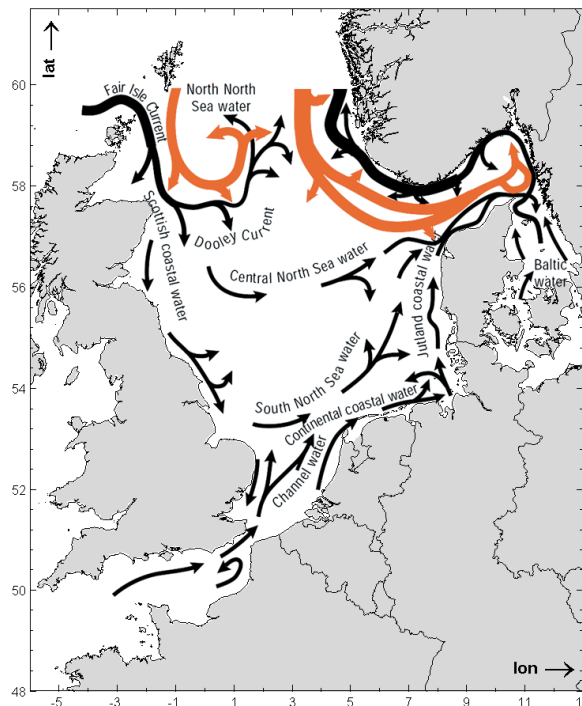 lat
60
58
56
54
52
50
48
Fair Isle Current
North North
Sea water
Dooley Current
Scottish coastal water
Central North Sea water
Jutland coastal water
Baltic
water
South North Sea water
Continental coastal water
Channel water
lon
-5
-3
-1
1
3
5
7
9
11
13